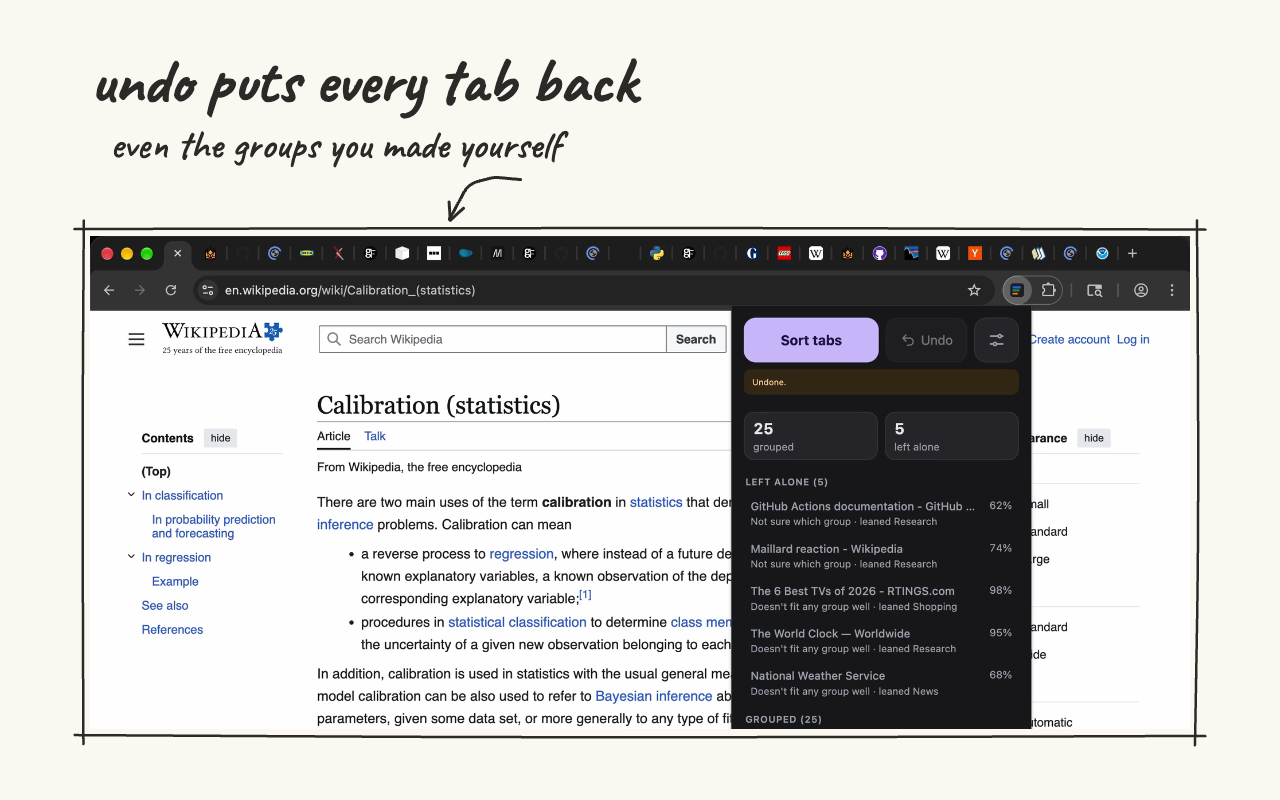 undo puts every tab back
even the groups you made yourself
en.wikipedia.org/wiki/Calibration_(statistics)
WIKIPEDIA
25 years of the free encyclopedia
Search Wikipedia
Search
Sort tabs
Undo
Create account Log in
Undone.
Calibration (statistics)
25
grouped
5
left alone
Contents
hide
Article
Talk
arance
hide
(Top)
From Wikipedia, the free encyclopedia
LEFT ALONE (5)
In classification
There are two main uses of the term calibration in statistics that der
GitHub Actions documentation - GitHub ...
62%
Not sure which group · leaned Research
mall
In probability prediction
and forecasting
inference problems. Calibration can mean
andard
In regression
a reverse process to regression, where instead of a future de
Maillard reaction - Wikipedia
74%
Not sure which group · leaned Research
rge
Example
known explanatory variables, a known observation of the dep
corresponding explanatory variable;[1]
The 6 Best TVs of 2026 - RTINGS.com
98%
Doesn't fit any group well · leaned Shopping
See also
procedures in statistical classification to determine class mem
The World Clock — Worldwide
95%
Doesn't fit any group well · leaned Research
andard
References
the uncertainty of a given new observation belonging to each
ide
In addition, calibration is used in statistics with the usual general mea
National Weather Service
68%
Doesn't fit any group well · leaned News
model calibration can be also used to refer to Bayesian inference ab
parameters, given some data set, or more generally to any type of fit
GROUPED (25)
utomatic